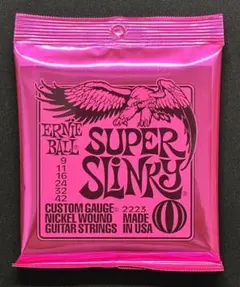 ERNIE
BALL
SUPER
SLINKY
9
11
16
24
32
42
CUSTOM GAUGE® 2223
NICKEL WOUND MADE
GUITAR STRINGS IN USA